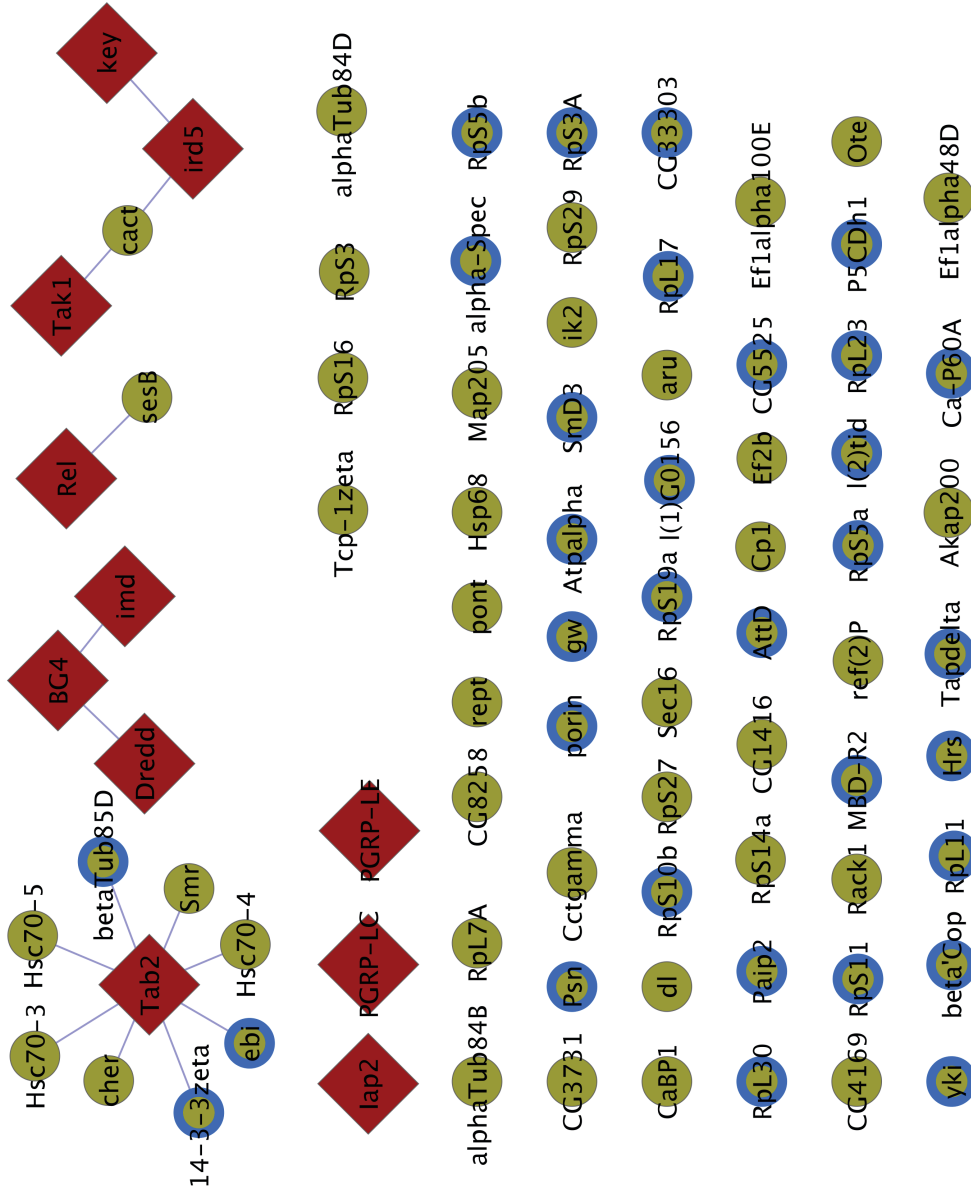 Hsc70-3
Hsc70-5
cher
betaTub85D
Tab2
Smr
Hsc70-4
ebi
14-3-3zeta
BG4
Dredd
imd
Rel
sesB
Tak1
cact
ird5
key
Iap2
PGRP-LC
PGRP-LE
Tcp-1zeta
RpS16
RpS3
alphaTub84D
alphaTub84B
RpL7A
CG8258
rept
pont
Hsp68
Map205
alpha-Spec
RpS5b
CG3731
Psn
Cctgamma
porin
gw
Atpalpha
SmD3
ik2
RpS29
RpS3A
CaBP1
dl
RpS10b
RpS27
Sec16
RpS19a
l(1)G0156
aru
RpL17
CG33303
RpL30
Paip2
RpS14a
CG1416
AttD
Cp1
Ef2b
CG5525
Ef1alpha100E
CG4169
RpS11
Rack1
MBD-R2
ref(2)P
RpS5a
l(2)tid
RpL23
P5CDh1
Ote
yki
beta'Cop
RpL11
Hrs
Tapdelta
Akap200
Ca-P60A
Ef1alpha48D